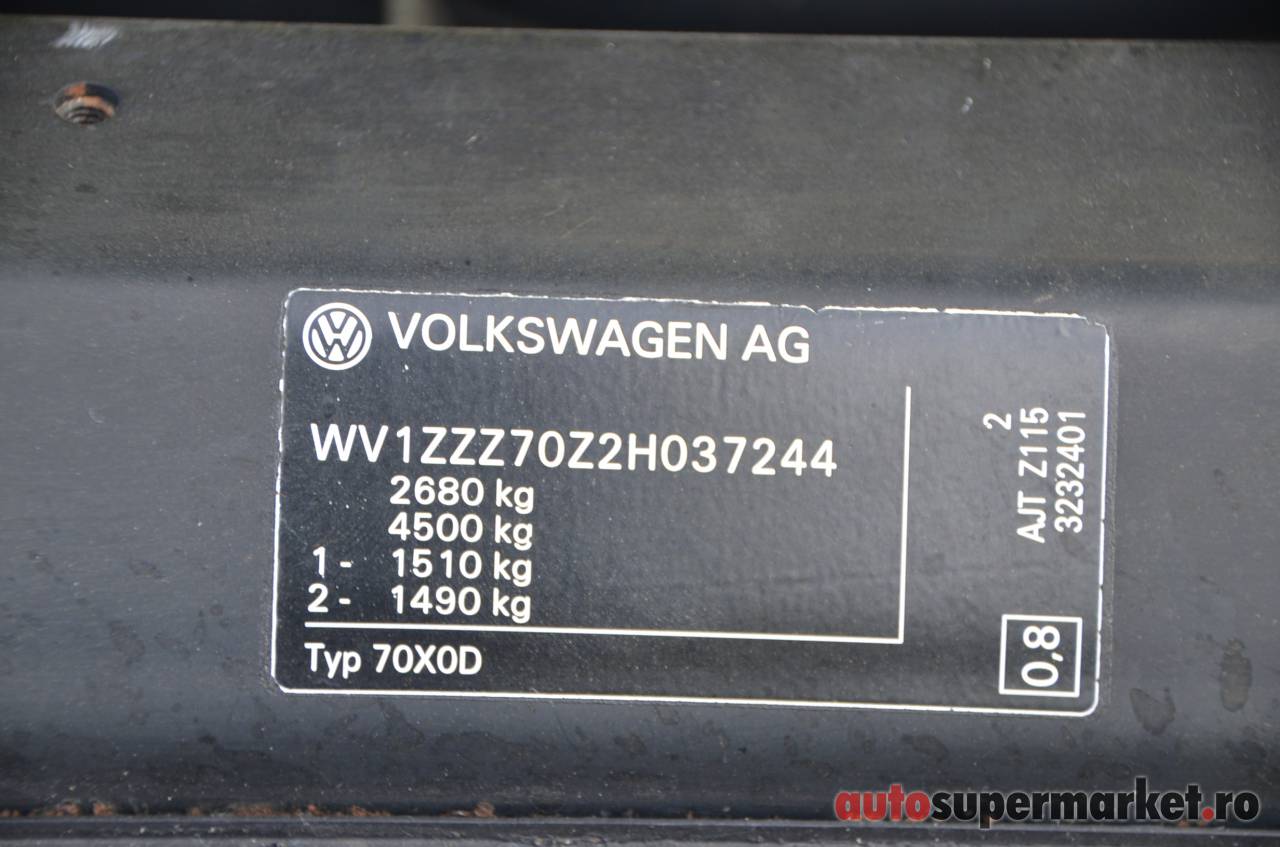 VOLKSWAGEN AG
WV1ZZZ70Z2H037244
2680 kg
4500 kg
1- 1510 kg
2- 1490 kg
Typ 70X0D
2
AJT Z115
3232401
0,8
autosupermarket.ro